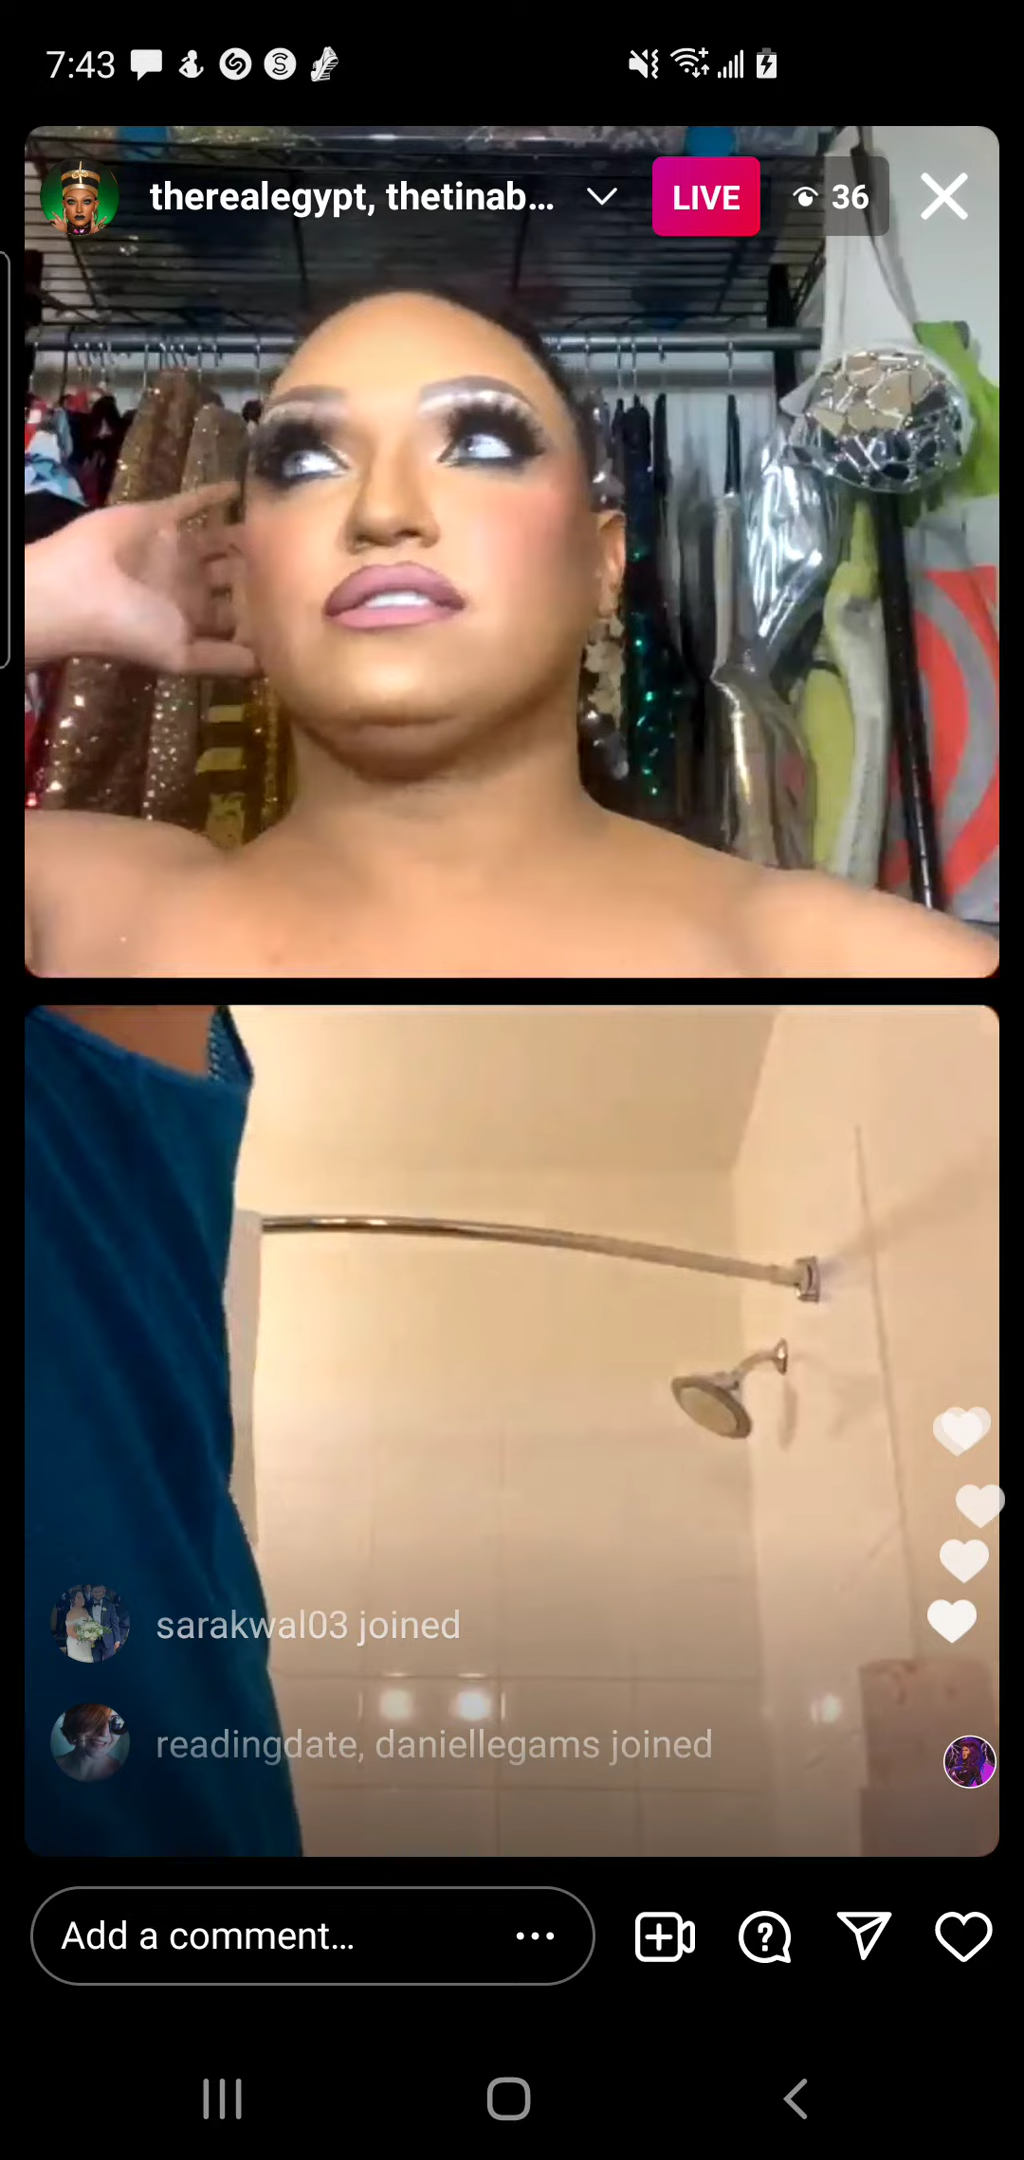 7:43
therealegypt, thetinab...
LIVE
36
sarakwal03 joined
readingdate, daniellegams joined
Add a comment...